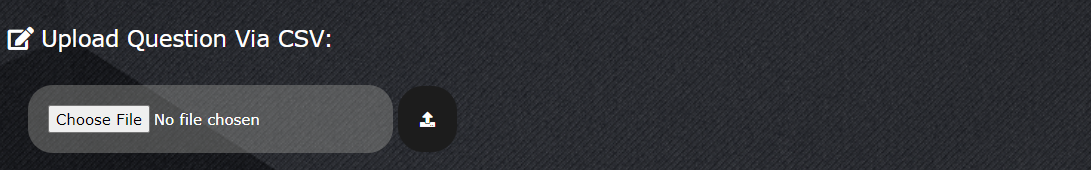 Upload Question Via CSV:
Choose File No file chosen